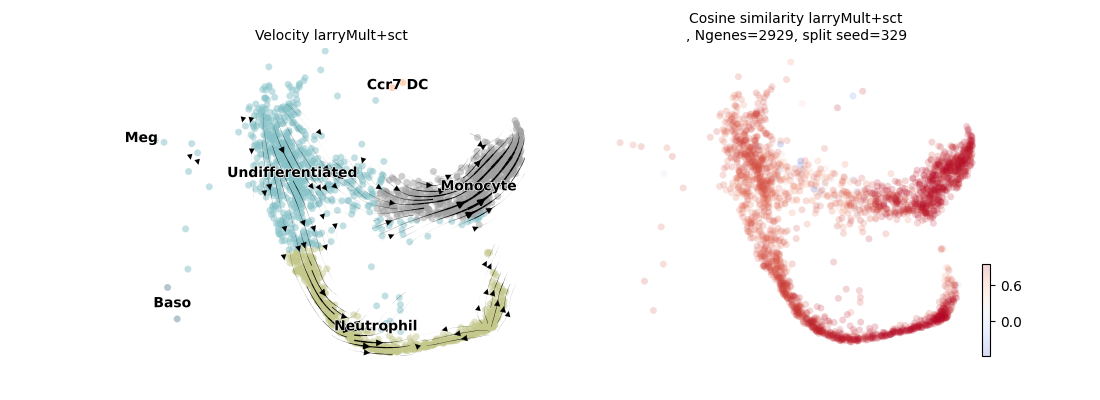 Velocity larryMult+sct
Ccr7 DC
Meg
Undifferentiated
Monocyte
Baso
Neutrophil
Cosine similarity larryMult+sct
, Ngenes=2929, split seed=329
0.6
0.0